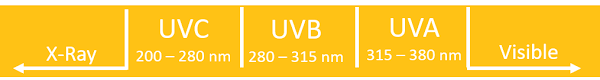 X-Ray
UVC
200 – 280 nm
UVB
280 – 315 nm
UVA
315 – 380 nm
Visible